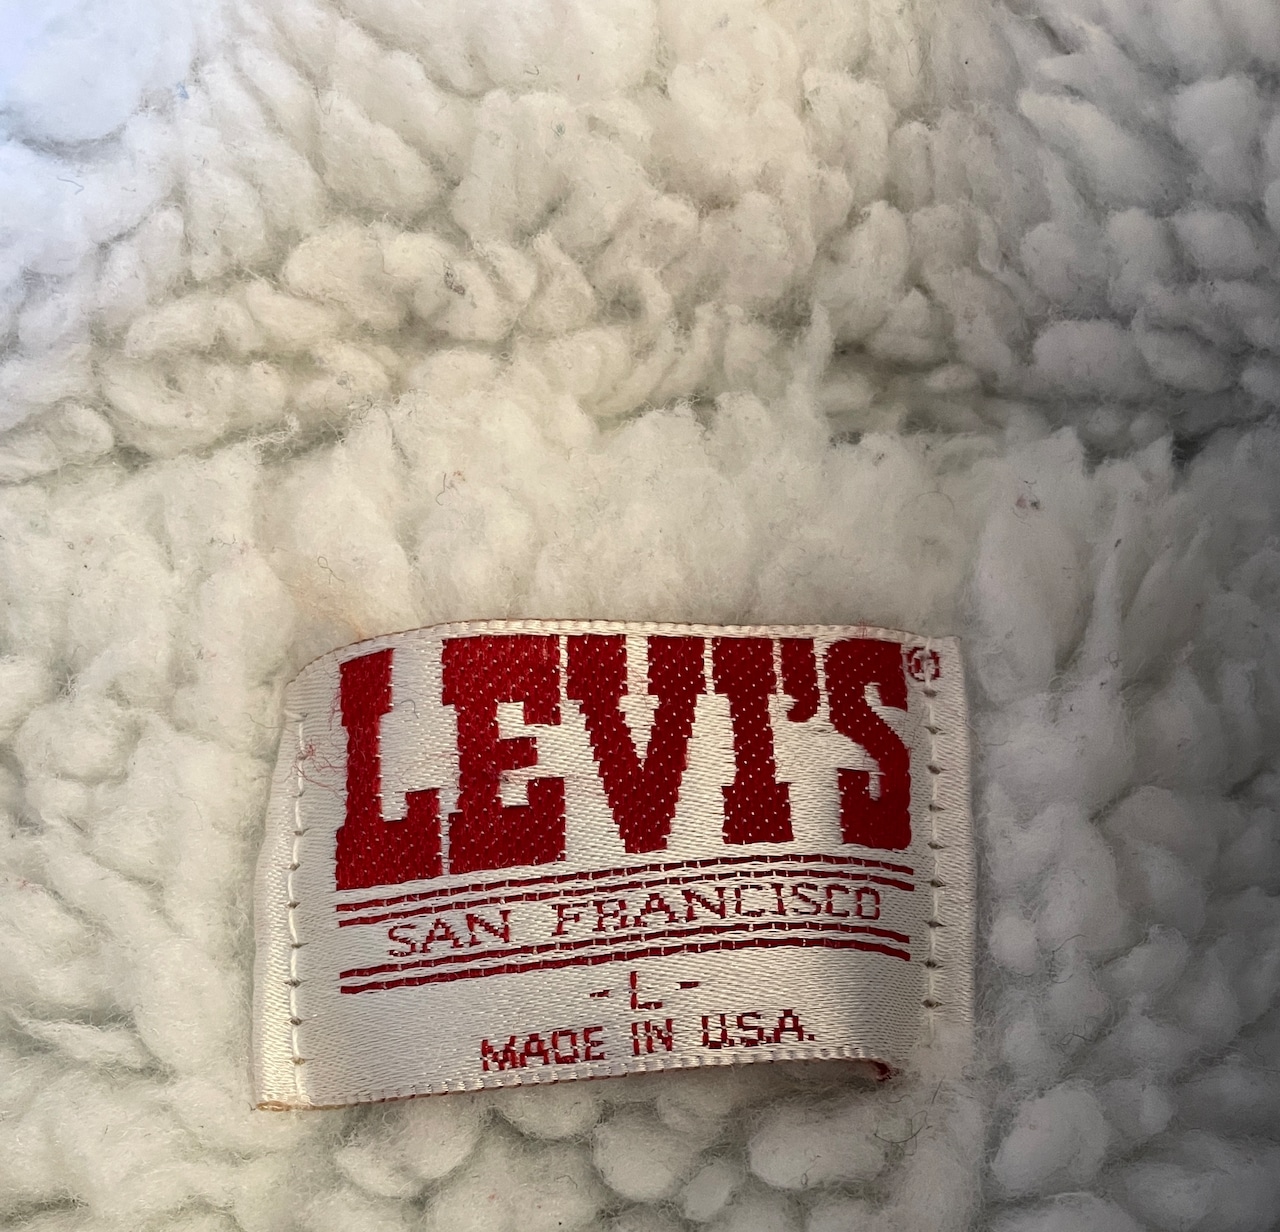 LEVI'S®
SAN FRANCISCO
-L-
MADE IN U.S.A.